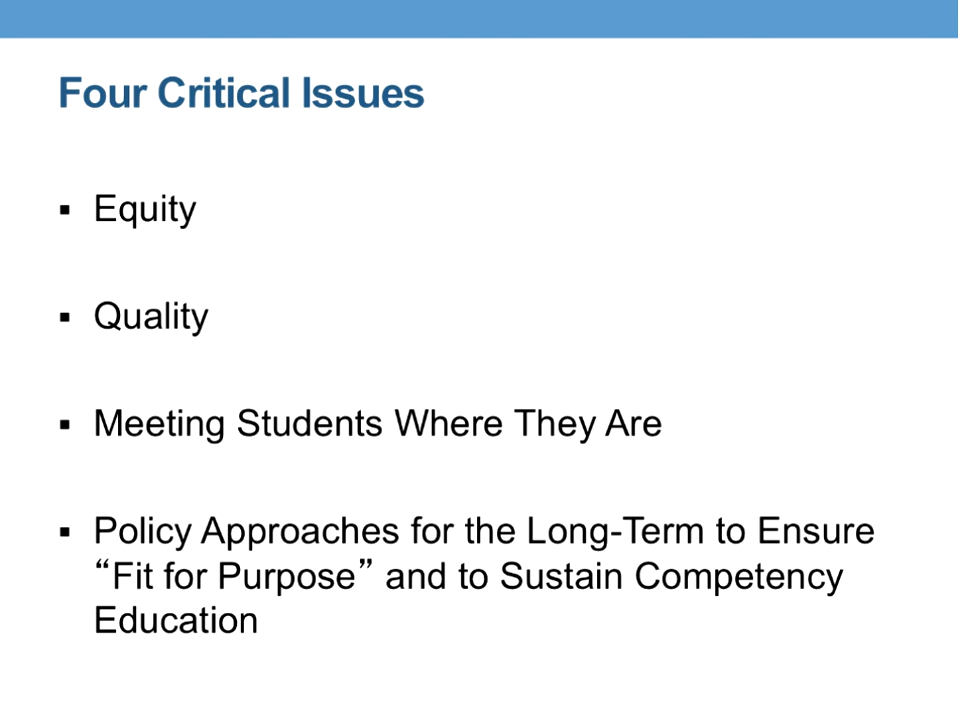 Four Critical Issues
▪ Equity
▪ Quality
▪ Meeting Students Where They Are
▪ Policy Approaches for the Long-Term to Ensure
“Fit for Purpose” and to Sustain Competency
Education